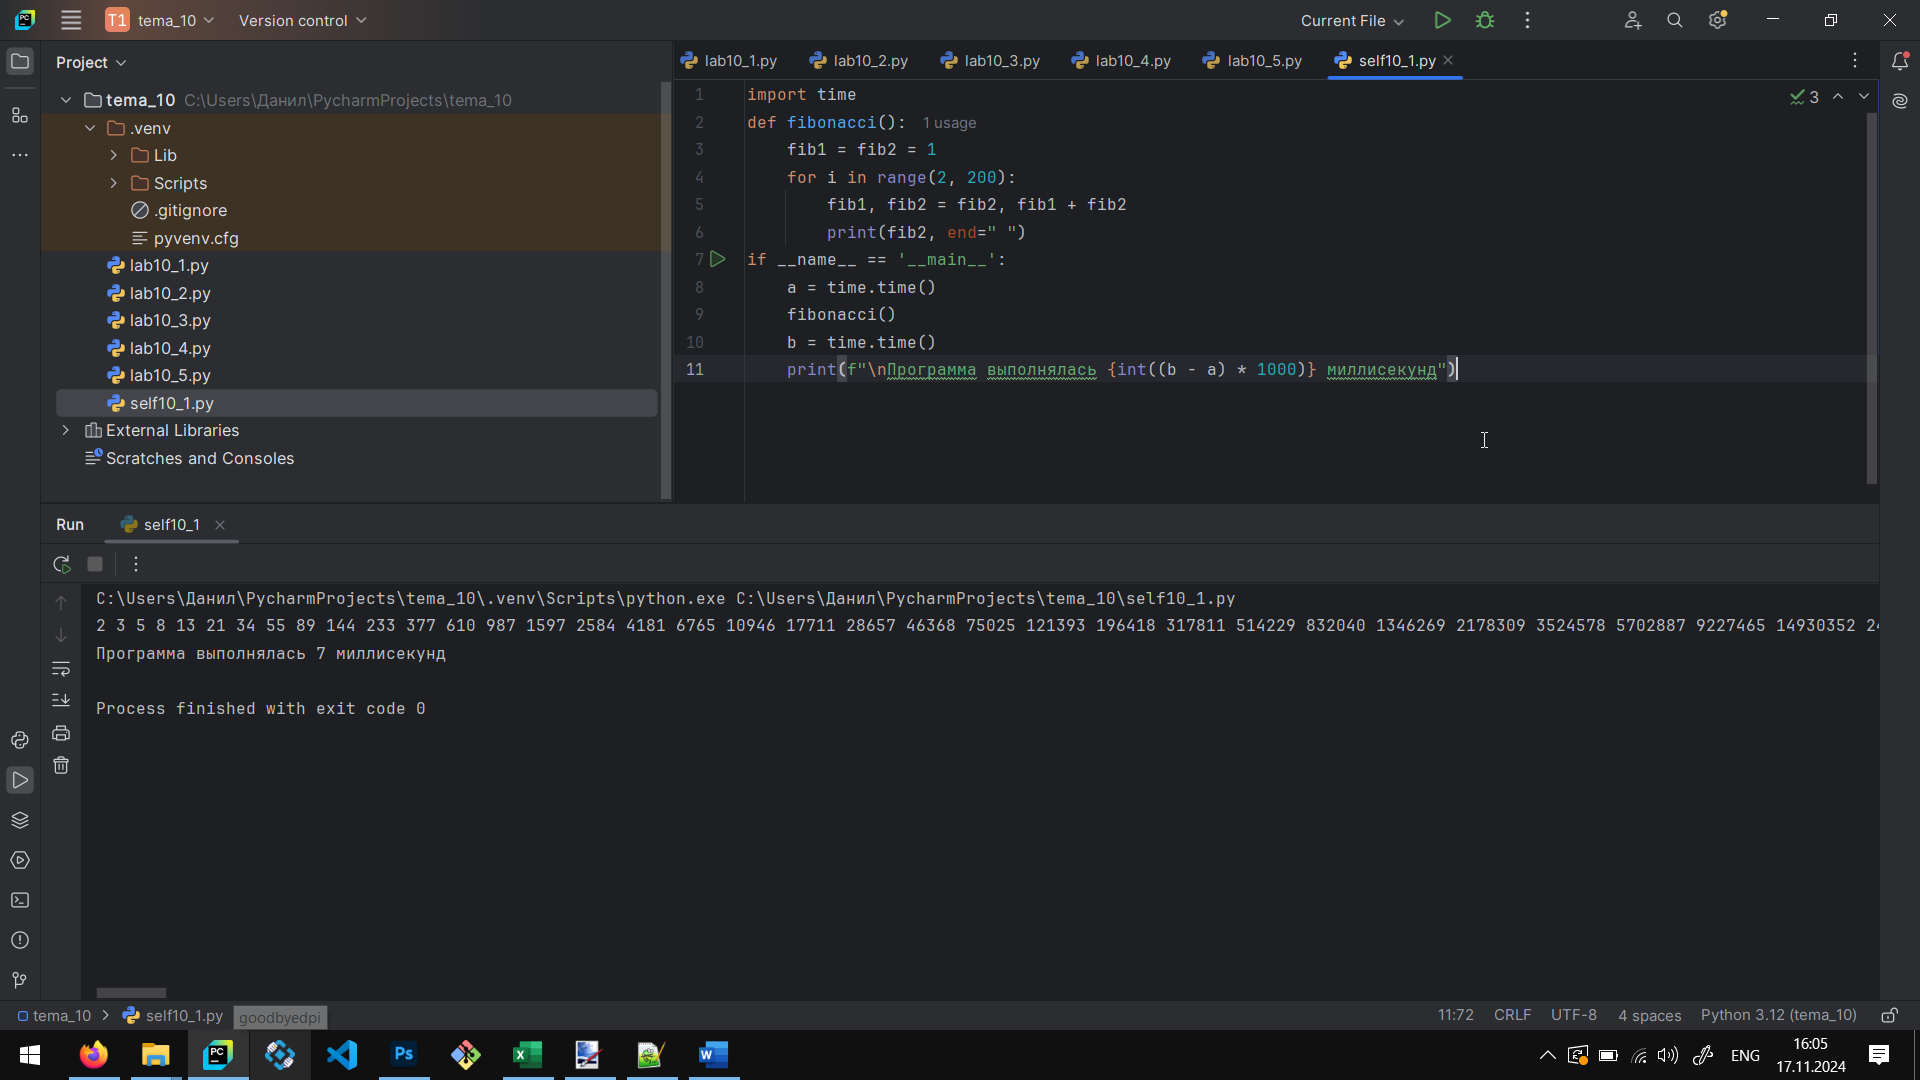 T1 tema_10 Version control Current File
Project
lab10_1.py lab10_2.py lab10_3.py lab10_4.py lab10_5.py self10_1.py
tema_10 C:\Users\Данил\PycharmProjects\tema_10
.venv
Lib
Scripts
.gitignore
pyvenv.cfg
lab10_1.py
lab10_2.py
lab10_3.py
lab10_4.py
lab10_5.py
self10_1.py
External Libraries
Scratches and Consoles
1 import time
2 def fibonacci(): 1 usage
3 fib1 = fib2 = 1
4 for i in range(2, 200):
5 fib1, fib2 = fib2, fib1 + fib2
6 print(fib2, end=" ")
7 if __name__ == '__main__':
8 a = time.time()
9 fibonacci()
10 b = time.time()
11 print(f"\nПрограмма выполнялась {int((b - a) * 1000)} миллисекунд")
3
Run self10_1
C:\Users\Данил\PycharmProjects\tema_10\.venv\Scripts\python.exe C:\Users\Данил\PycharmProjects\tema_10\self10_1.py
2 3 5 8 13 21 34 55 89 144 233 377 610 987 1597 2584 4181 6765 10946 17711 28657 46368 75025 121393 196418 317811 514229 832040 1346269 2178309 3524578 5702887 9227465 14930352 24
Программа выполнялась 7 миллисекунд
Process finished with exit code 0
tema_10 self10_1.py goodbyedpi 11:72 CRLF UTF-8 4 spaces Python 3.12 (tema_10)
PC Ps ENG 16:05
17.11.2024